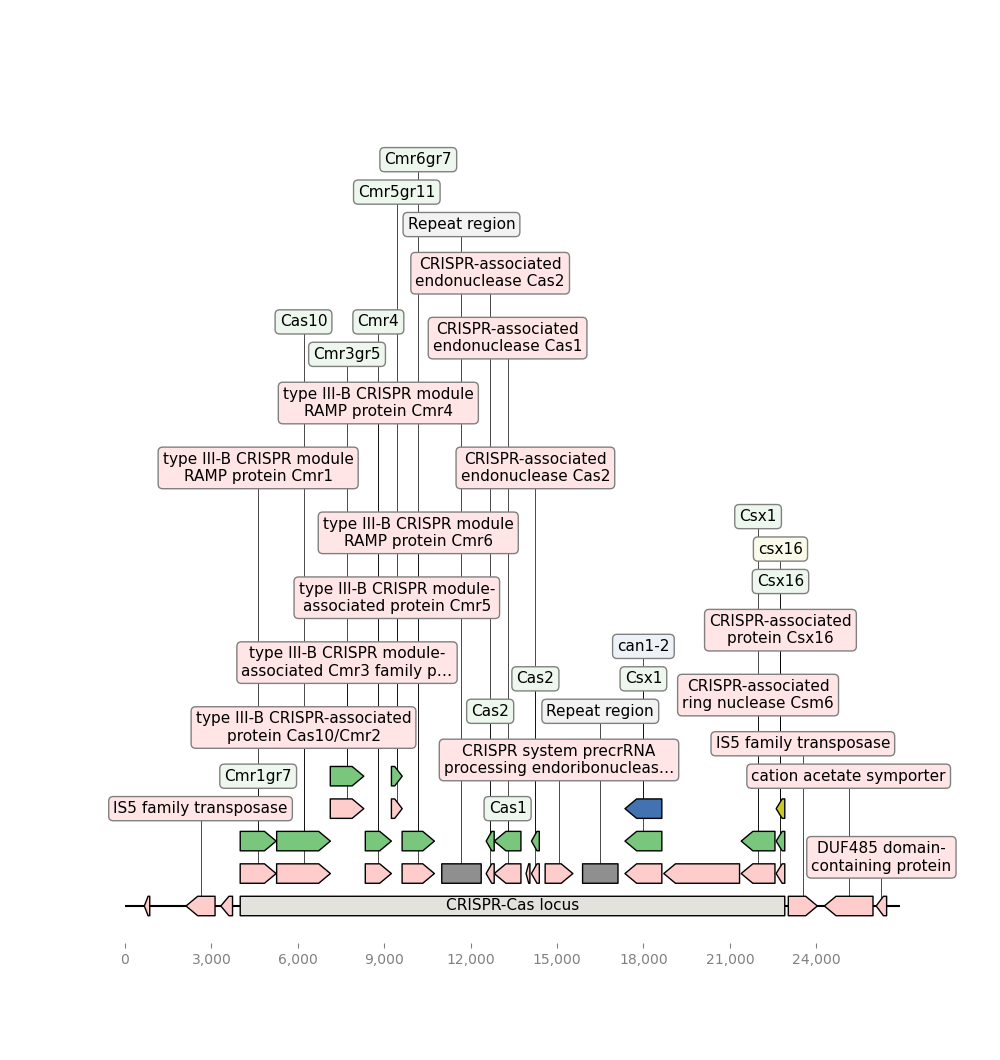 Cmr6gr7
Cmr5gr11
Repeat region
CRISPR-associated
endonuclease Cas2
Cas10
Cmr4
CRISPR-associated
endonuclease Cas1
Cmr3gr5
type III-B CRISPR module
RAMP protein Cmr4
type III-B CRISPR module
RAMP protein Cmr1
CRISPR-associated
endonuclease Cas2
type III-B CRISPR module
RAMP protein Cmr6
Csx1
csx16
Csx16
type III-B CRISPR module-
associated protein Cmr5
CRISPR-associated
protein Csx16
type III-B CRISPR module-
associated Cmr3 family p…
can1-2
Cas2
Csx1
CRISPR-associated
ring nuclease Csm6
type III-B CRISPR-associated
protein Cas10/Cmr2
Cas2
Repeat region
IS5 family transposase
CRISPR system precrRNA
processing endoribonucleas…
Cmr1gr7
cation acetate symporter
IS5 family transposase
Cas1
DUF485 domain-
containing protein
CRISPR-Cas locus
0
3,000
6,000
9,000
12,000
15,000
18,000
21,000
24,000